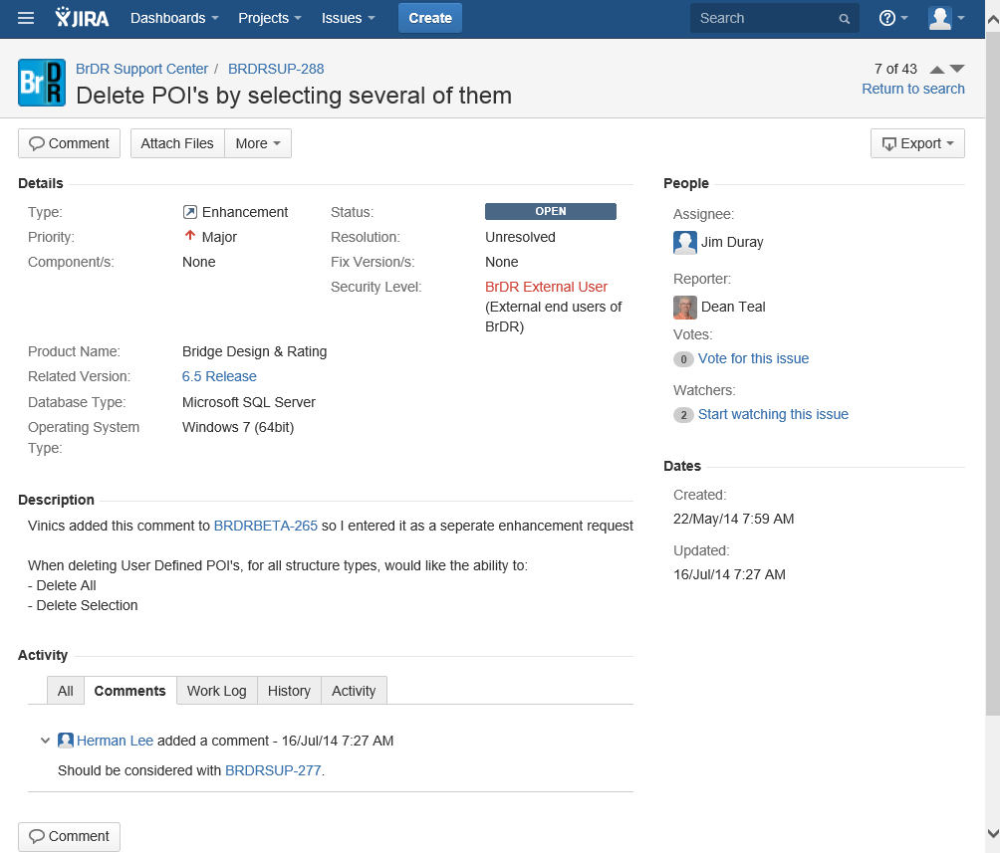 JIRA Dashboards Projects Issues Create Search
BrDR
BrDR Support Center / BRDRSUP-288
Delete POI's by selecting several of them
7 of 43
Return to search
Comment Attach Files More Export
Details
Type: Enhancement
Status: OPEN
Priority: Major
Resolution: Unresolved
Component/s: None
Fix Version/s: None
Security Level: BrDR External User
(External end users of
BrDR)
Product Name: Bridge Design & Rating
Related Version: 6.5 Release
Database Type: Microsoft SQL Server
Operating System Windows 7 (64bit)
Type:
Description
Vinics added this comment to BRDRBETA-265 so I entered it as a seperate enhancement request
When deleting User Defined POI's, for all structure types, would like the ability to:
- Delete All
- Delete Selection
Activity
All Comments Work Log History Activity
Herman Lee added a comment - 16/Jul/14 7:27 AM
Should be considered with BRDRSUP-277.
Comment
People
Assignee:
Jim Duray
Reporter:
Dean Teal
Votes:
0 Vote for this issue
Watchers:
2 Start watching this issue
Dates
Created:
22/May/14 7:59 AM
Updated:
16/Jul/14 7:27 AM